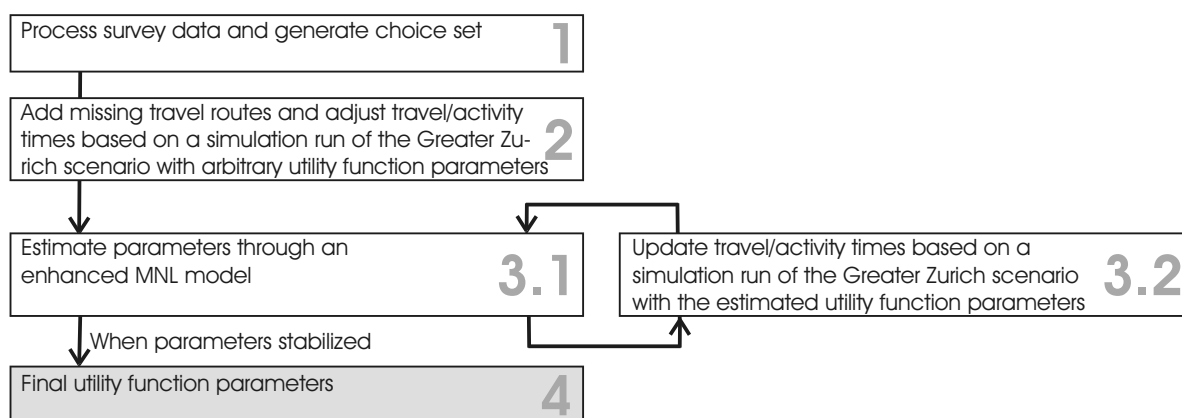 Process survey data and generate choice set
1
Add missing travel routes and adjust travel/activity
times based on a simulation run of the Greater Zu-
rich scenario with arbitrary utility function parameters
2
Estimate parameters through an
enhanced MNL model
3.1
Update travel/activity times based on a
simulation run of the Greater Zurich scenario
with the estimated utility function parameters
3.2
When parameters stabilized
Final utility function parameters
4